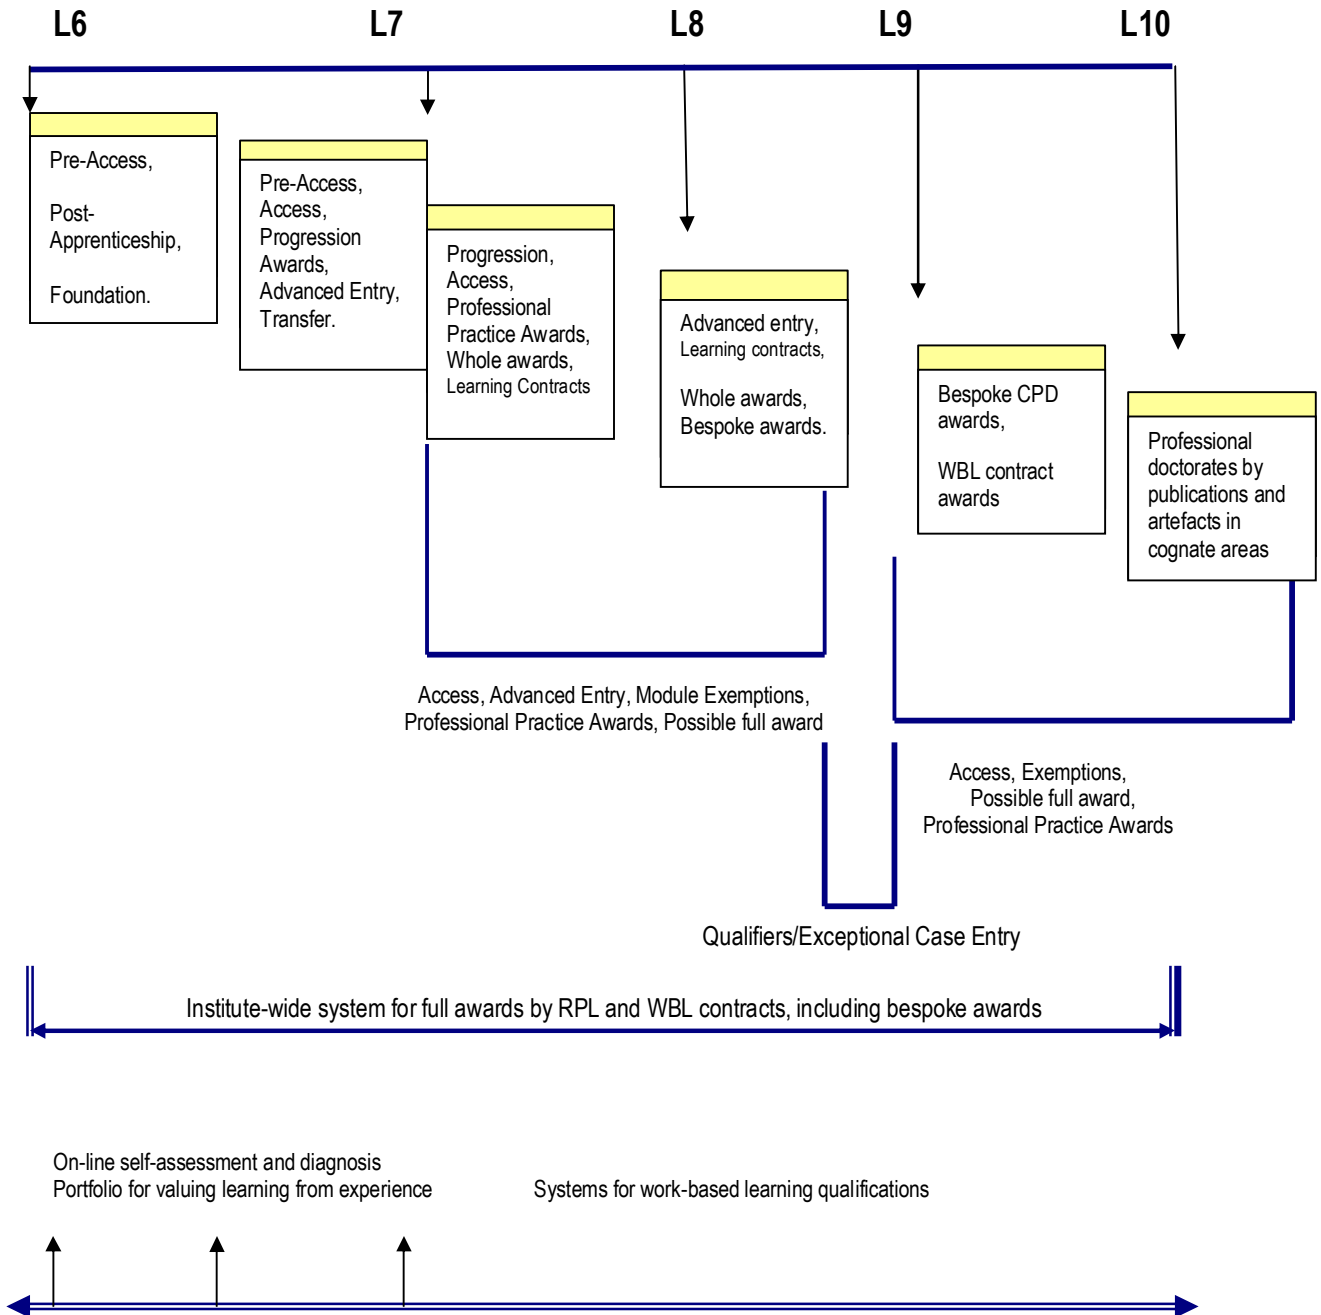 L6 L7 L8 L9 L10
Pre-Access,
Post-
Apprenticeship,
Foundation.
Pre-Access,
Access,
Progression
Awards,
Advanced Entry,
Transfer.
Progression,
Access,
Professional
Practice Awards,
Whole awards,
Learning Contracts
Advanced entry,
Learning contracts,
Whole awards,
Bespoke awards.
Bespoke CPD
awards,
WBL contract
awards
Professional
doctorates by
publications and
artefacts in
cognate areas
Access, Advanced Entry, Module Exemptions,
Professional Practice Awards, Possible full award
Access, Exemptions,
Possible full award,
Professional Practice Awards
Qualifiers/Exceptional Case Entry
Institute-wide system for full awards by RPL and WBL contracts, including bespoke awards
On-line self-assessment and diagnosis
Portfolio for valuing learning from experience
Systems for work-based learning qualifications